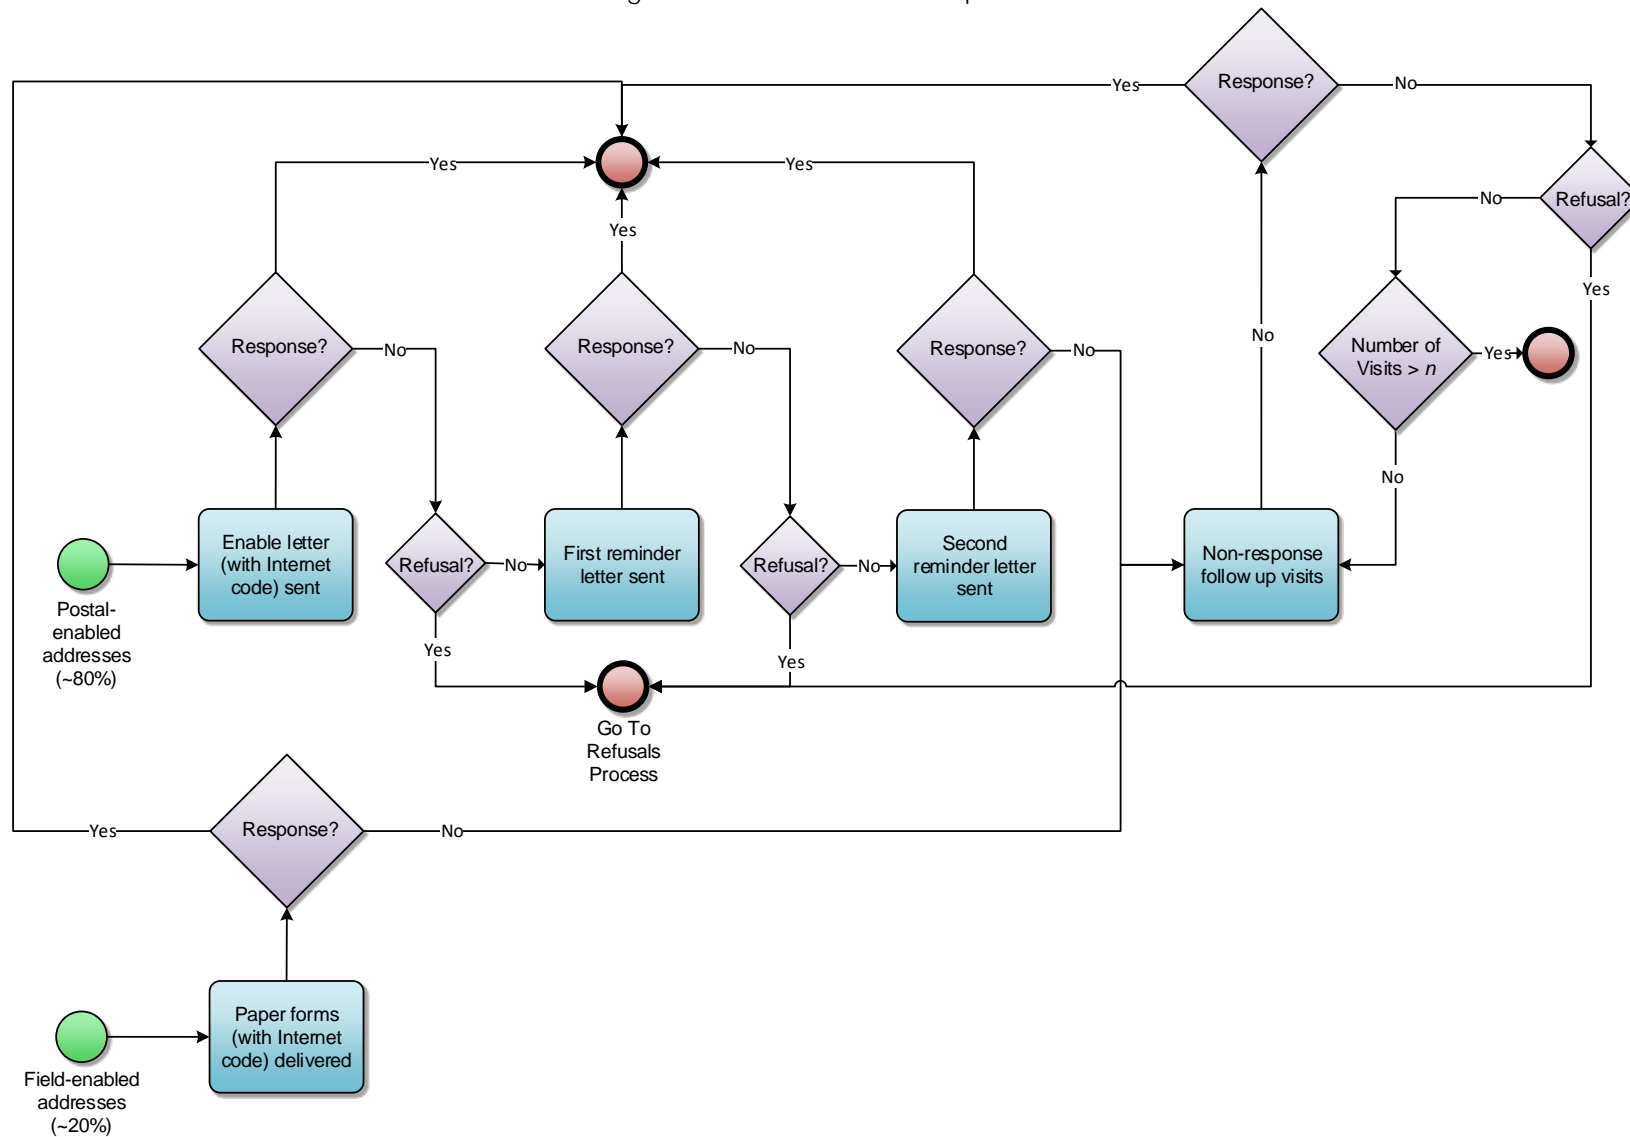 Response?
Yes
No
Yes
Yes
Refusal?
No
Yes
Yes
Response?
No
Response?
No
Response?
No
No
Number of
Visits > n
Yes
No
Enable letter
(with Internet
code) sent
Refusal?
No
First reminder
letter sent
Refusal?
No
Second
reminder letter
sent
Non-response
follow up visits
Postal-
enabled
addresses
(~80%)
Yes
Yes
Go To
Refusals
Process
Yes
Response?
No
Paper forms
(with Internet
code) delivered
Field-enabled
addresses
(~20%)